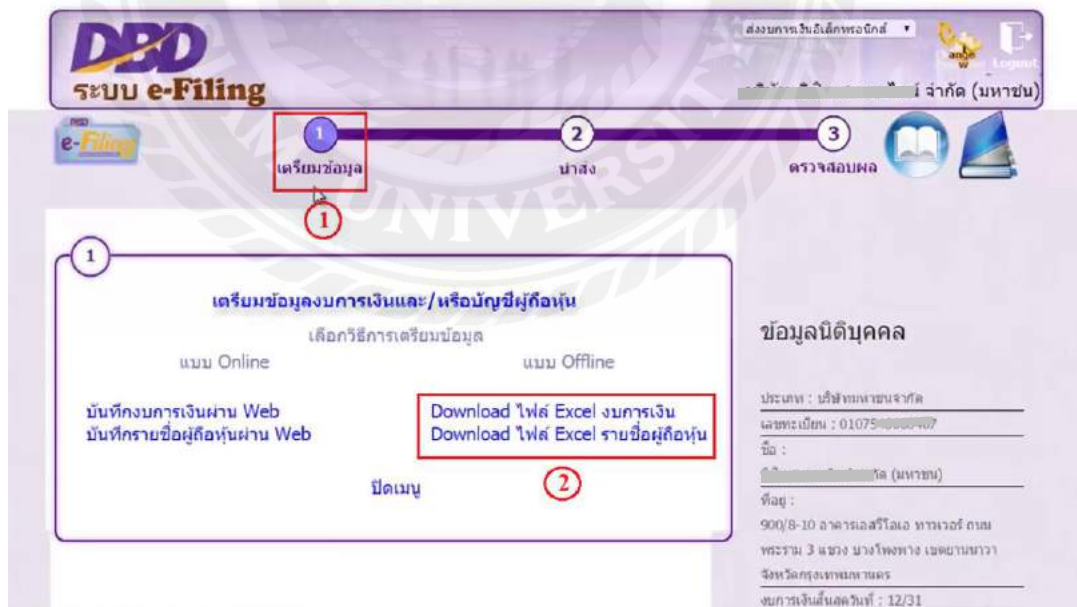 DBD
ระบบ e-Filing
ส่งงบการเงินอิเล็กทรอนิกส์
Logout
จำกัด (มหาชน)
DBD
e-Filing
1
2
3
เตรียมข้อมูล
นำส่ง
ตรวจสอบผล
1
UNIVERSI
1
เตรียมข้อมูลงบการเงินและ/หรือบัญชีผู้ถือหุ้น
เลือกวิธีการเตรียมข้อมูล
แบบ Online
แบบ Offline
บันทึกงบการเงินผ่าน Web
Download ไฟล์ Excel งบการเงิน
บันทึกรายชื่อผู้ถือหุ้นผ่าน Web
Download ไฟล์ Excel รายชื่อผู้ถือหุ้น
ปิดเมนู
2
ข้อมูลนิติบุคคล
ประเภท : บริษัทมหาชนจำกัด
เลขทะเบียน : 01075
ชื่อ :
(มหาชน)
ที่อยู่ :
900/8-10 อาคารเอสวีโอเอ ทาวเวอร์ ถนน
พระราม 3 แขวง บางโพงพาง เขตยานนาวา
จังหวัดกรุงเทพมหานคร
งบการเงินสิ้นสุดวันที่ : 12/31